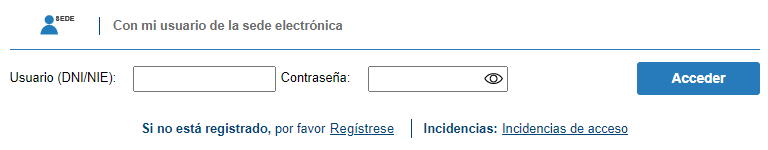 SEDE Con mi usuario de la sede electrónica
Usuario (DNI/NIE): Contraseña: Acceder
Si no está registrado, por favor Regístrese Incidencias: Incidencias de acceso